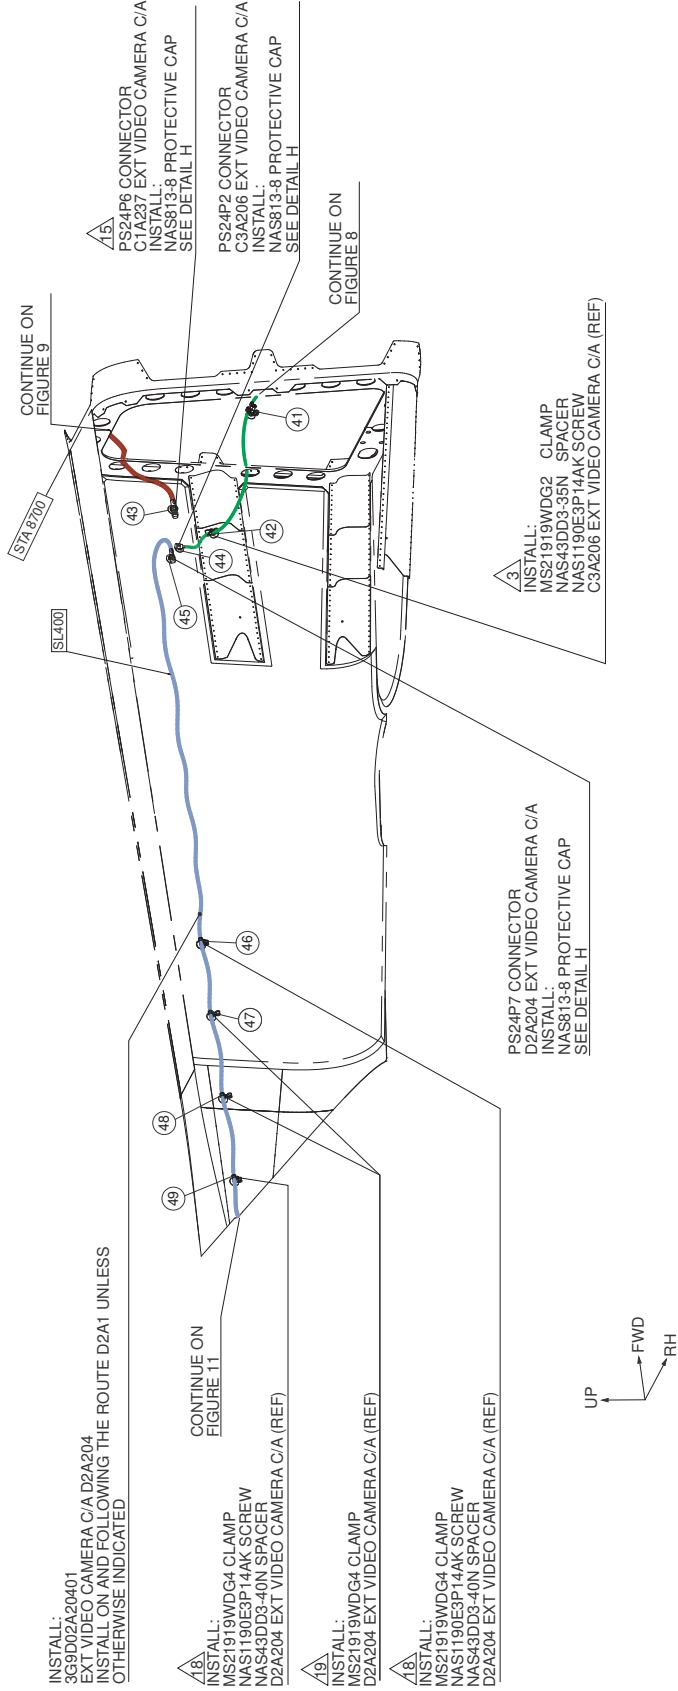 INSTALL:
3G9D02A20401
EXT VIDEO CAMERA C/A D2A204
INSTALL ON AND FOLLOWING THE ROUTE D2A1 UNLESS
OTHERWISE INDICATED
CONTINUE ON
FIGURE 11
18
INSTALL:
MS21919WDG4 CLAMP
NAS1190E3P14AK SCREW
NAS43DD3-40N SPACER
D2A204 EXT VIDEO CAMERA C/A (REF)
19
INSTALL:
MS21919WDG4 CLAMP
D2A204 EXT VIDEO CAMERA C/A (REF)
18
INSTALL:
MS21919WDG4 CLAMP
NAS1190E3P14AK SCREW
NAS43DD3-40N SPACER
D2A204 EXT VIDEO CAMERA C/A (REF)
UP
FWD
RH
49
48
47
46
45
44
43
42
41
SL400
STA 8700
CONTINUE ON
FIGURE 9
15
PS24P6 CONNECTOR
C1A237 EXT VIDEO CAMERA C/A
INSTALL:
NAS813-8 PROTECTIVE CAP
SEE DETAIL H
PS24P2 CONNECTOR
C3A206 EXT VIDEO CAMERA C/A
INSTALL:
NAS813-8 PROTECTIVE CAP
SEE DETAIL H
CONTINUE ON
FIGURE 8
3
INSTALL:
MS21919WDG2 CLAMP
NAS43DD3-35N SPACER
NAS1190E3P14AK SCREW
C3A206 EXT VIDEO CAMERA C/A (REF)
PS24P7 CONNECTOR
D2A204 EXT VIDEO CAMERA C/A
INSTALL:
NAS813-8 PROTECTIVE CAP
SEE DETAIL H